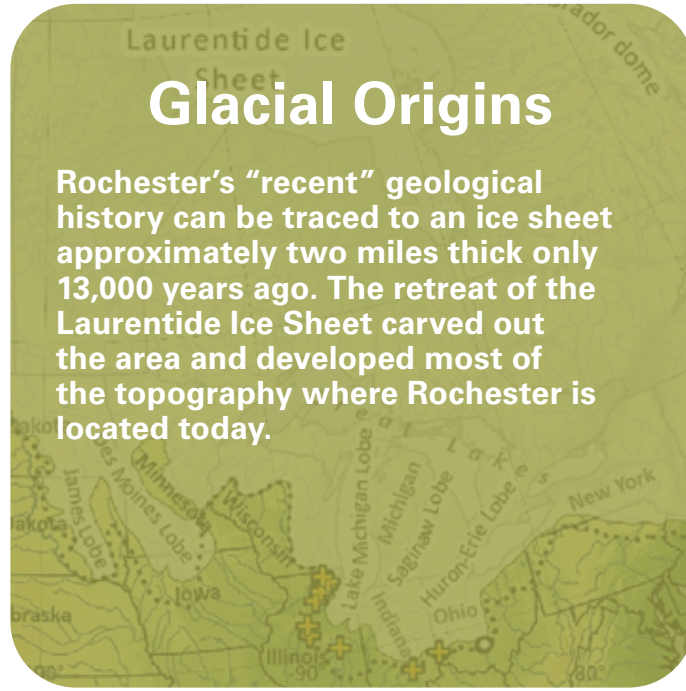 Laurentide Ice
Sheet
Labrador dome
Glacial Origins
Rochester’s “recent” geological
history can be traced to an ice sheet
approximately two miles thick only
13,000 years ago. The retreat of the
Laurentide Ice Sheet carved out
the area and developed most of
the topography where Rochester is
located today.
Great Lakes
James Lobe
Des Moines Lobe
Minnesota
Wisconsin
Lake Michigan Lobe
Michigan
Saginaw Lobe
Huron-Erie Lobe
New York
Iowa
Illinois
Indiana
Ohio
90°
90°
80°